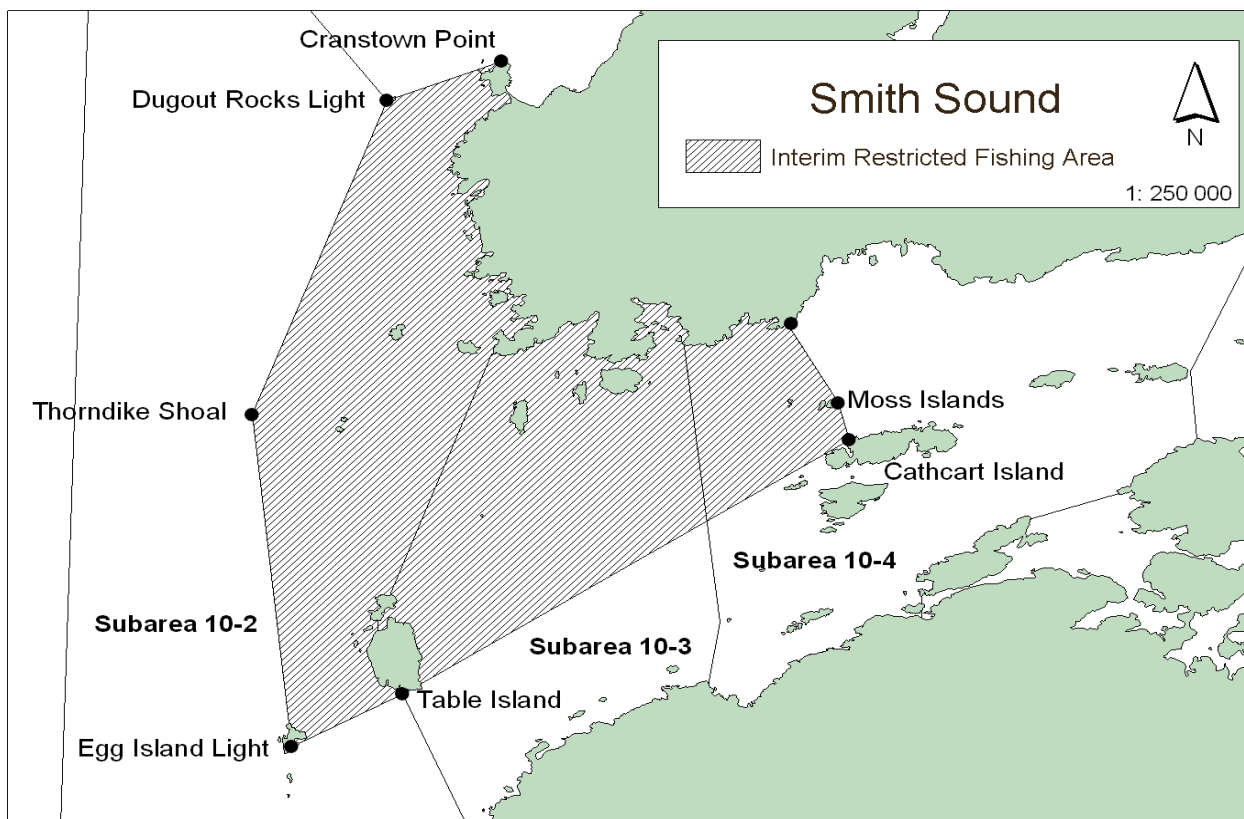 Cranstown Point
Dugout Rocks Light
Smith Sound
N
Interim Restricted Fishing Area
1: 250 000
Thorndike Shoal
Moss Islands
Cathcart Island
Subarea 10-4
Subarea 10-2
Subarea 10-3
Table Island
Egg Island Light